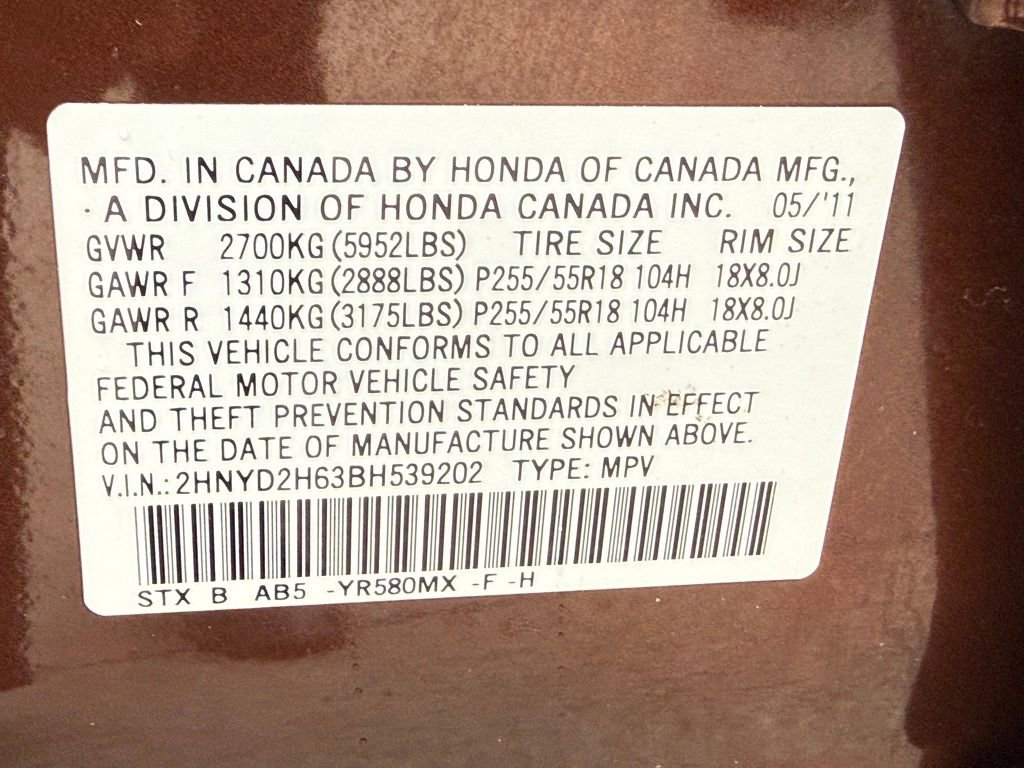 MFD. IN CANADA BY HONDA OF CANADA MFG.,
· A DIVISION OF HONDA CANADA INC. 05/'11
GVWR 2700KG(5952LBS) TIRE SIZE RIM SIZE
GAWR F 1310KG(2888LBS) P255/55R18 104H 18X8.0J
GAWR R 1440KG(3175LBS) P255/55R18 104H 18X8.0J
THIS VEHICLE CONFORMS TO ALL APPLICABLE
FEDERAL MOTOR VEHICLE SAFETY
AND THEFT PREVENTION STANDARDS IN EFFECT
ON THE DATE OF MANUFACTURE SHOWN ABOVE.
V.I.N.:2HNYD2H63BH539202 TYPE: MPV
STX B AB5 -YR580MX -F -H